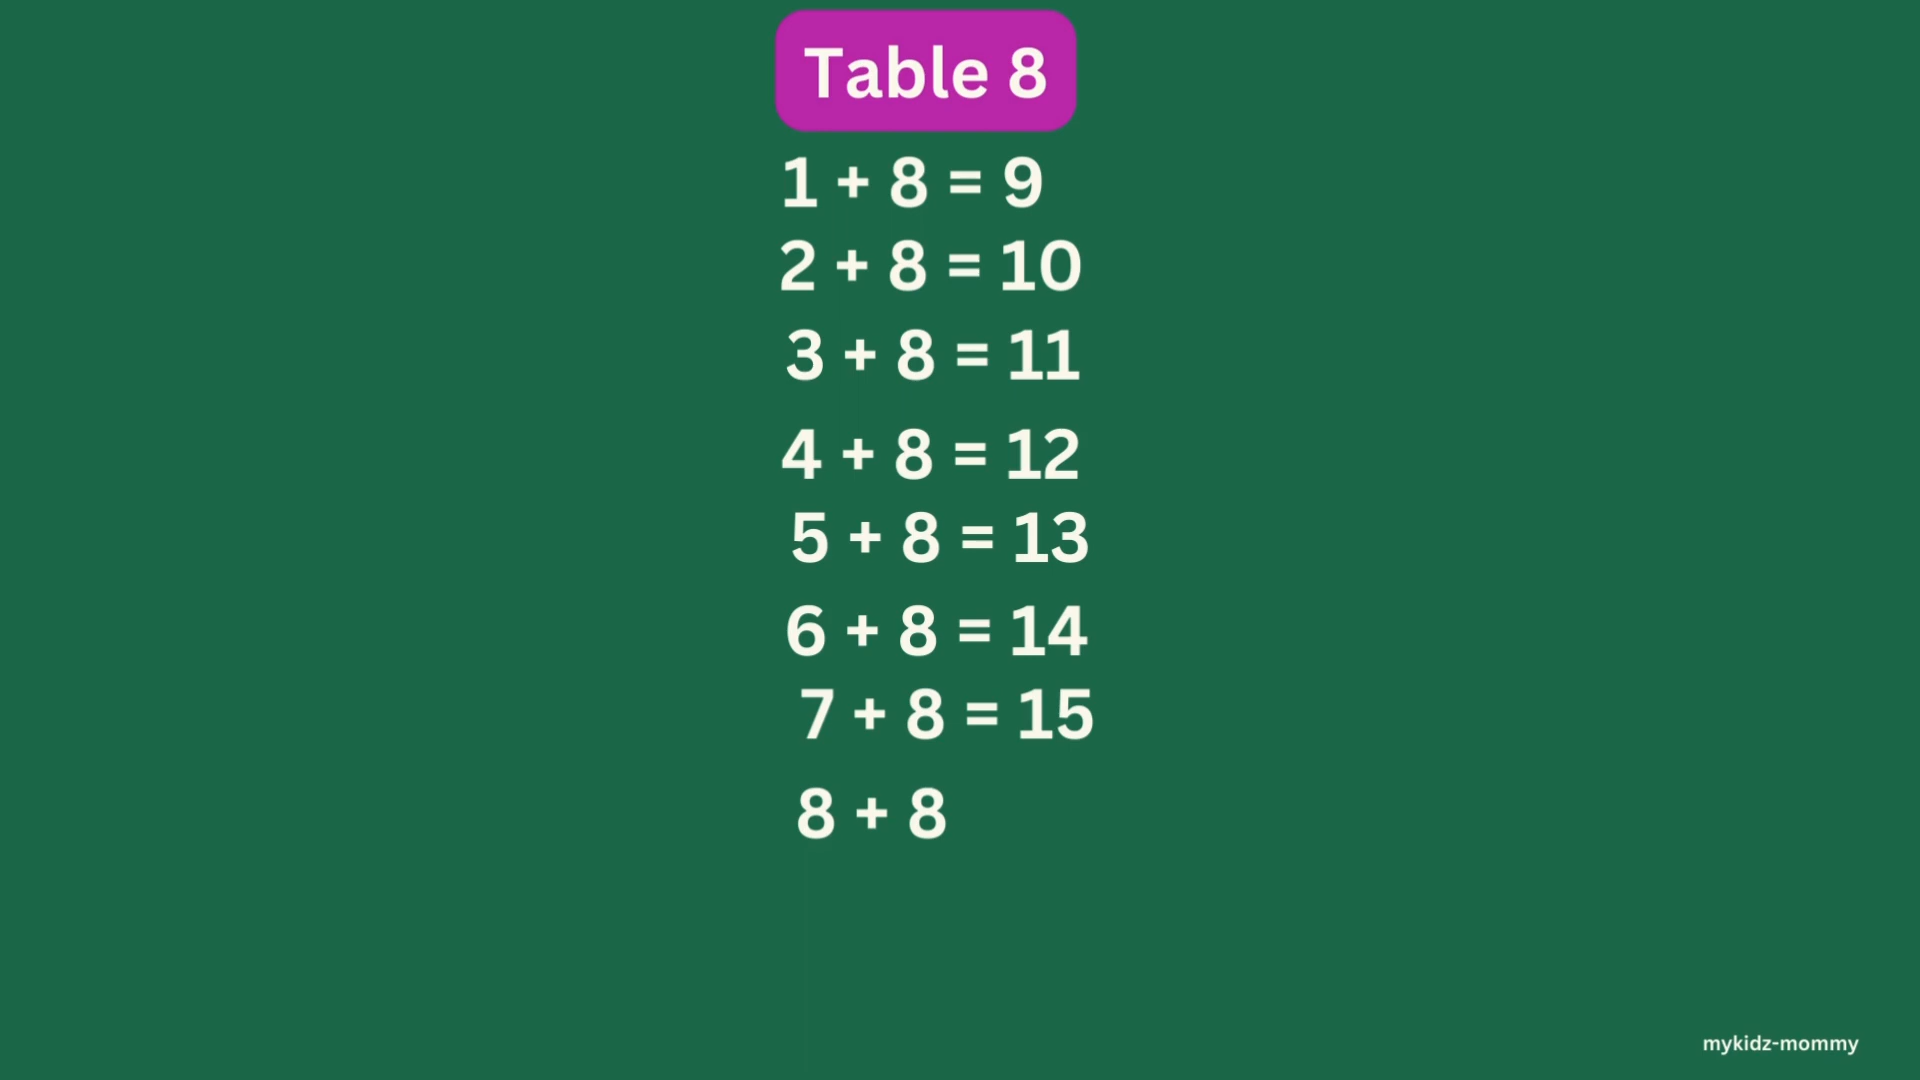 Table 8
1 + 8 = 9
2 + 8 = 10
3 + 8 = 11
4 + 8 = 12
5 + 8 = 13
6 + 8 = 14
7 + 8 = 15
8 + 8
mykidz-mommy